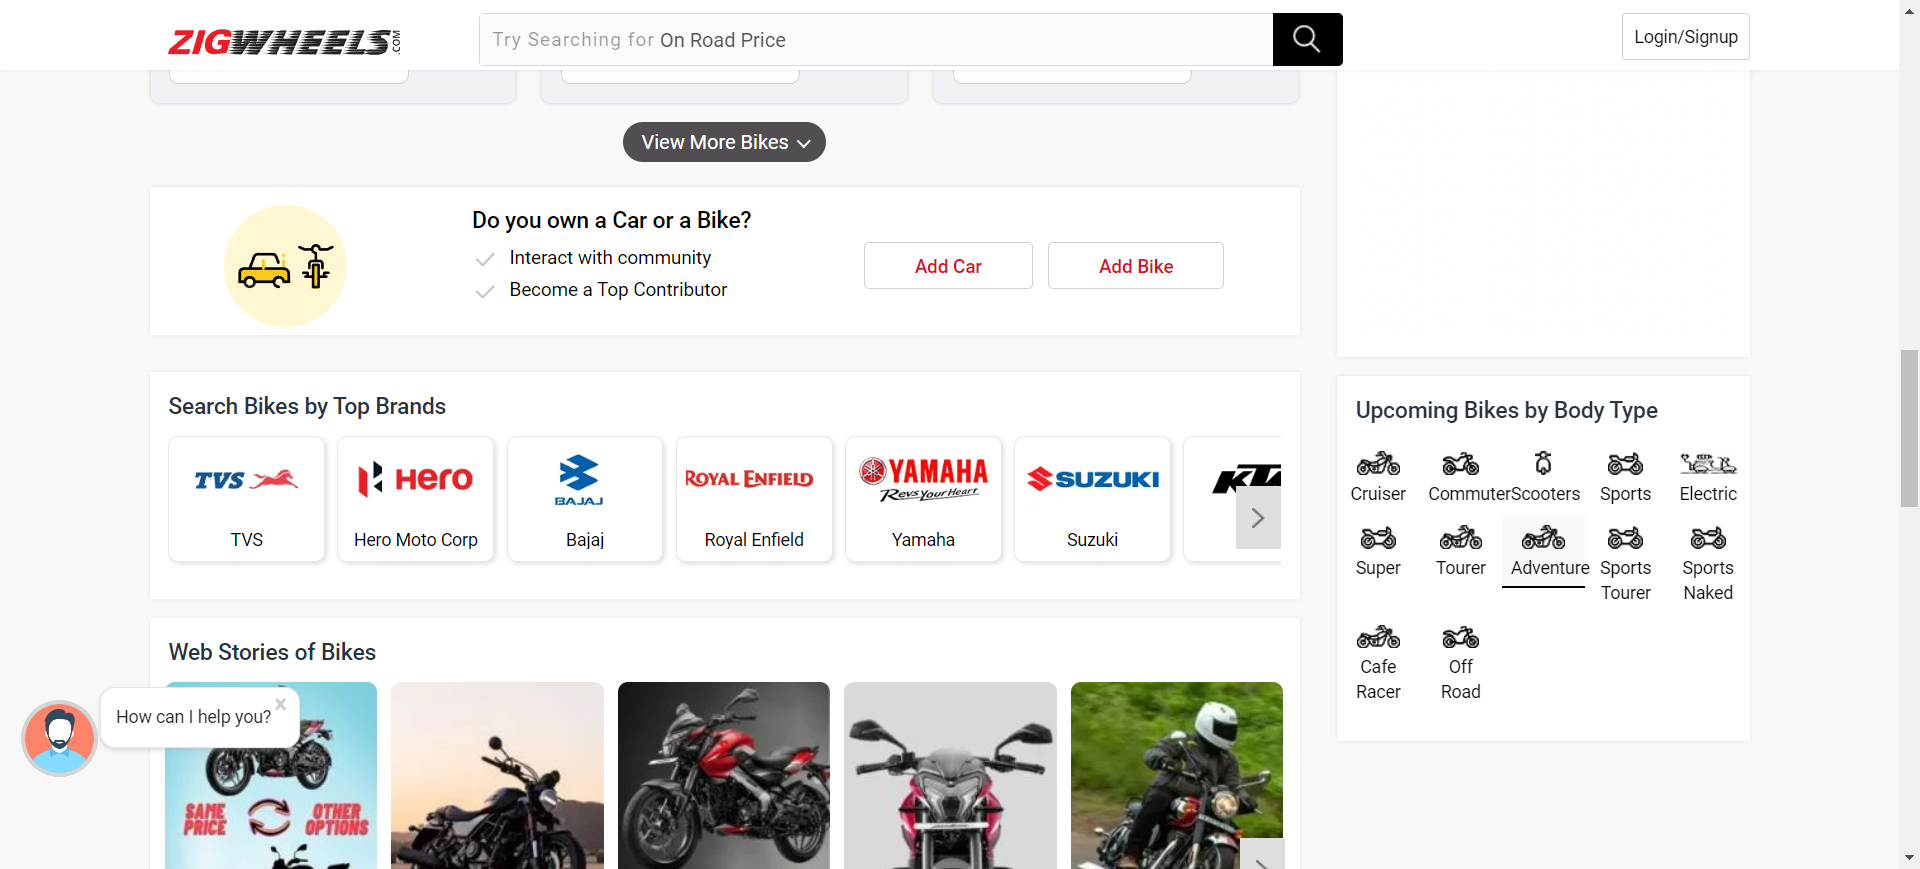 ZIGWHEELS.COM
Try Searching for On Road Price
Login/Signup
View More Bikes
Do you own a Car or a Bike?
Interact with community
Become a Top Contributor
Add Car
Add Bike
Search Bikes by Top Brands
TVS
Hero
BAJAJ
ROYAL ENFIELD
YAMAHA
Revs Your Heart
SUZUKI
KTM
TVS
Hero Moto Corp
Bajaj
Royal Enfield
Yamaha
Suzuki
Upcoming Bikes by Body Type
Cruiser
Commuter
Scooters
Sports
Electric
Super
Tourer
Adventure
Sports
Tourer
Sports
Naked
Cafe
Racer
Off
Road
Web Stories of Bikes
How can I help you?
×
SAME
PRICE
OTHER
OPTIONS